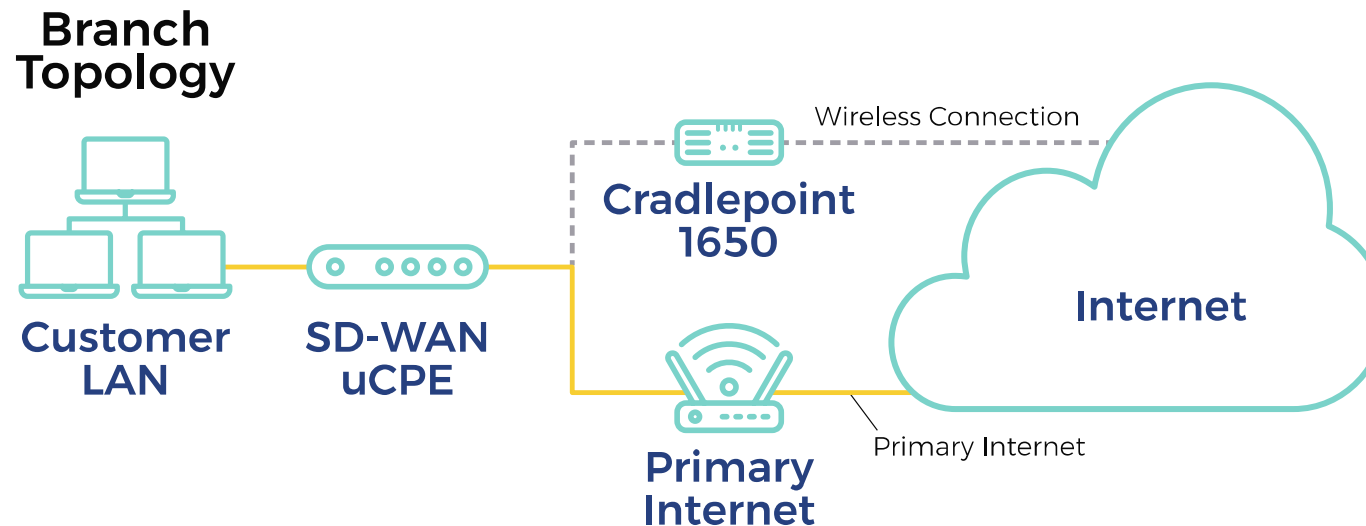 Branch
Topology
Wireless Connection
Cradlepoint
1650
Internet
Customer
LAN
SD-WAN
uCPE
Primary Internet
Primary
Internet